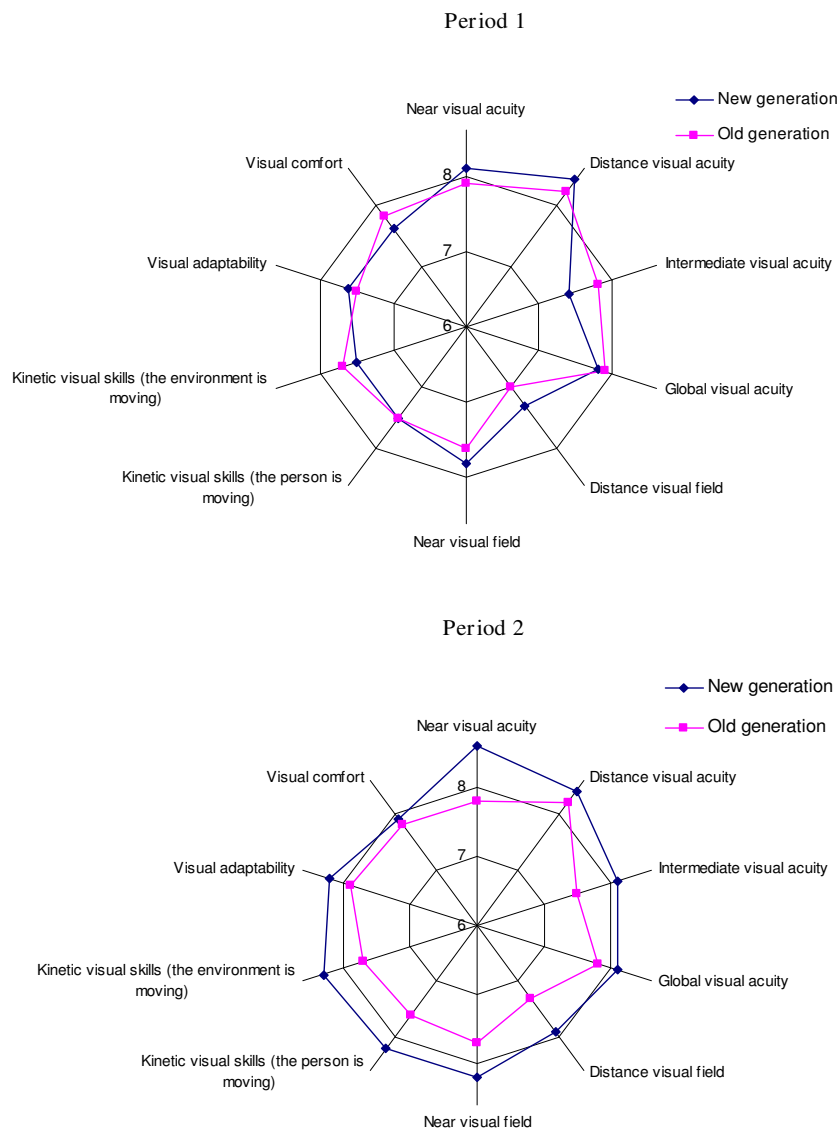 Period 1
New generation
Old generation
Near visual acuity
Distance visual acuity
Visual comfort
8
Visual adaptability
Intermediate visual acuity
7
6
Kinetic visual skills (the environment is
moving)
Global visual acuity
Kinetic visual skills (the person is
moving)
Distance visual field
Near visual field
Period 2
New generation
Old generation
Near visual acuity
Distance visual acuity
Visual comfort
8
Visual adaptability
Intermediate visual acuity
7
6
Kinetic visual skills (the environment is
moving)
Global visual acuity
Kinetic visual skills (the person is
moving)
Distance visual field
Near visual field